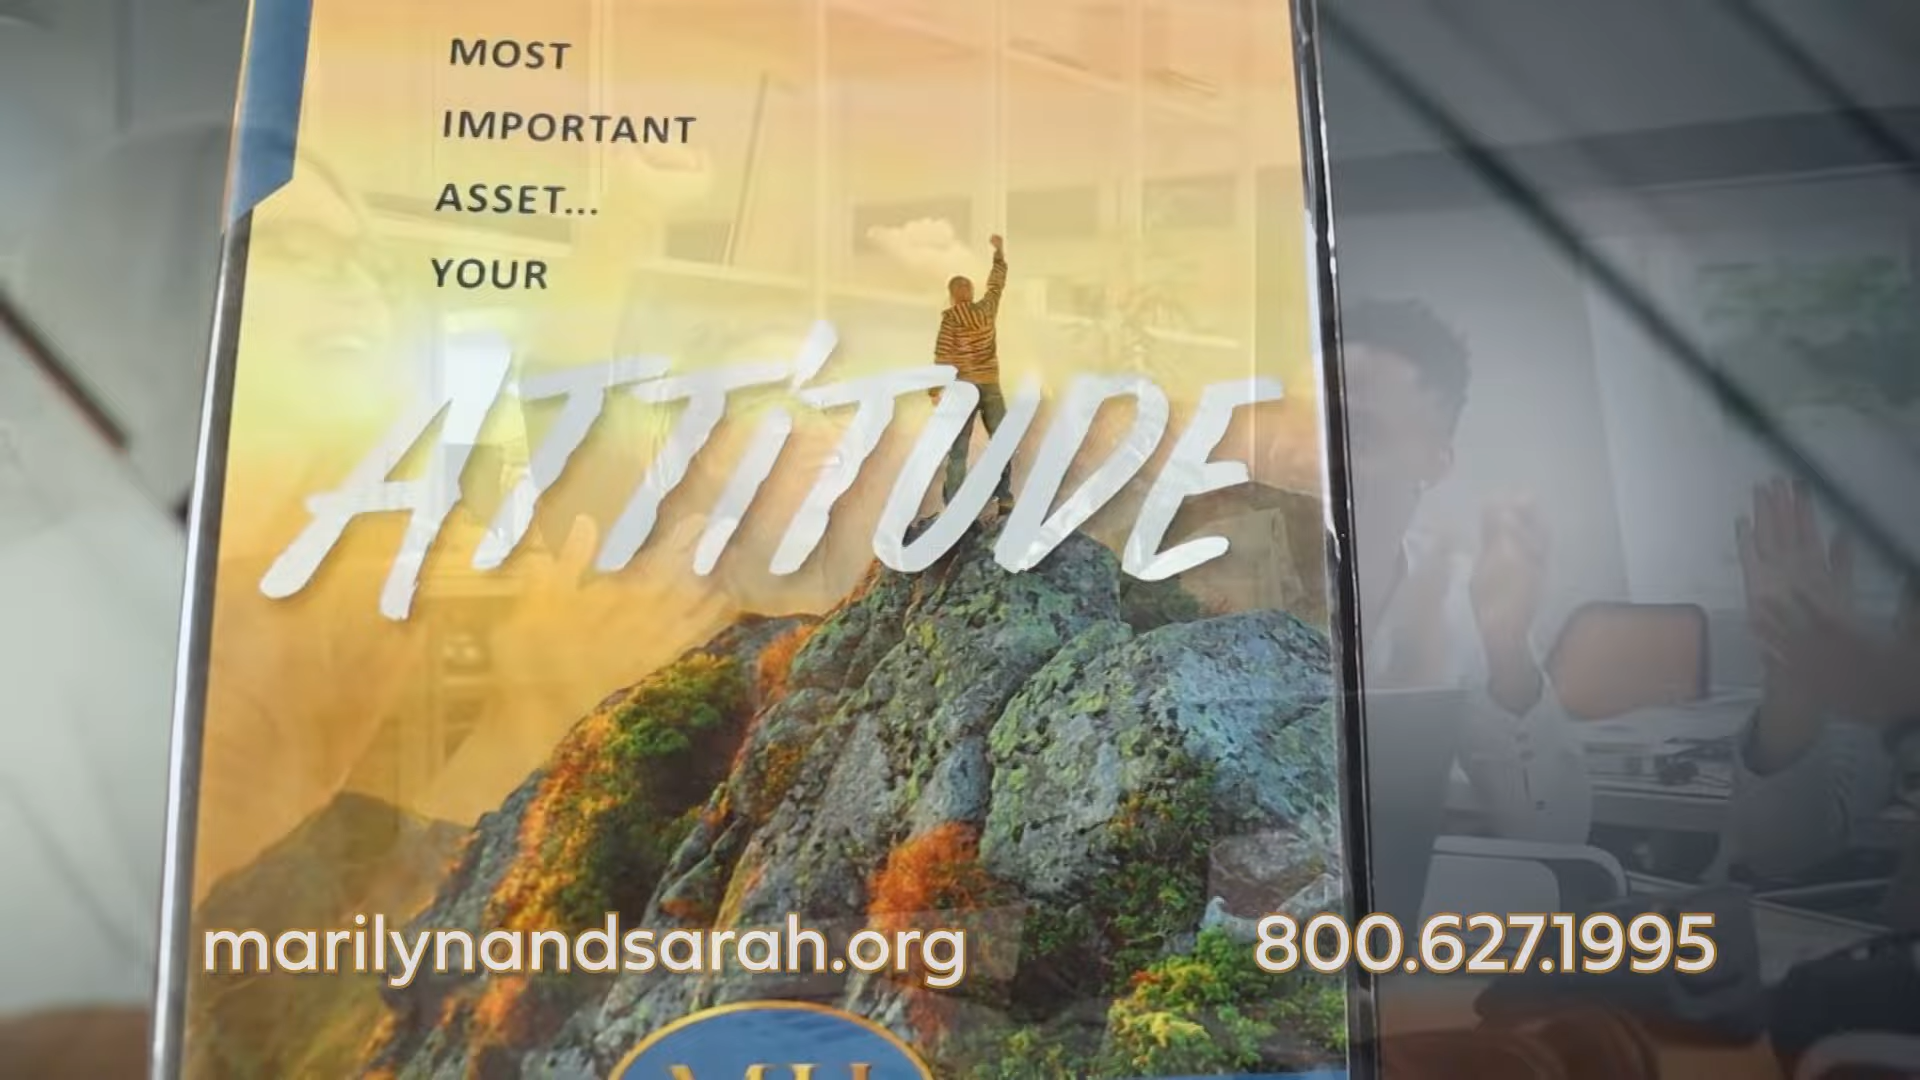 MOST
IMPORTANT
ASSET...
YOUR
ATTiTUDE
marilynandsarah.org
800.627.1995